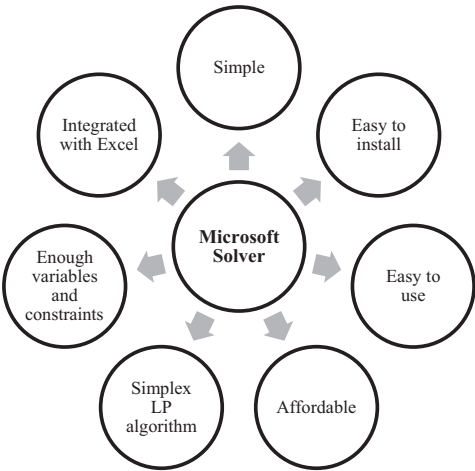 Simple
Easy to
install
Easy to
use
Affordable
Simplex
LP
algorithm
Enough
variables
and
constraints
Integrated
with Excel
Microsoft
Solver